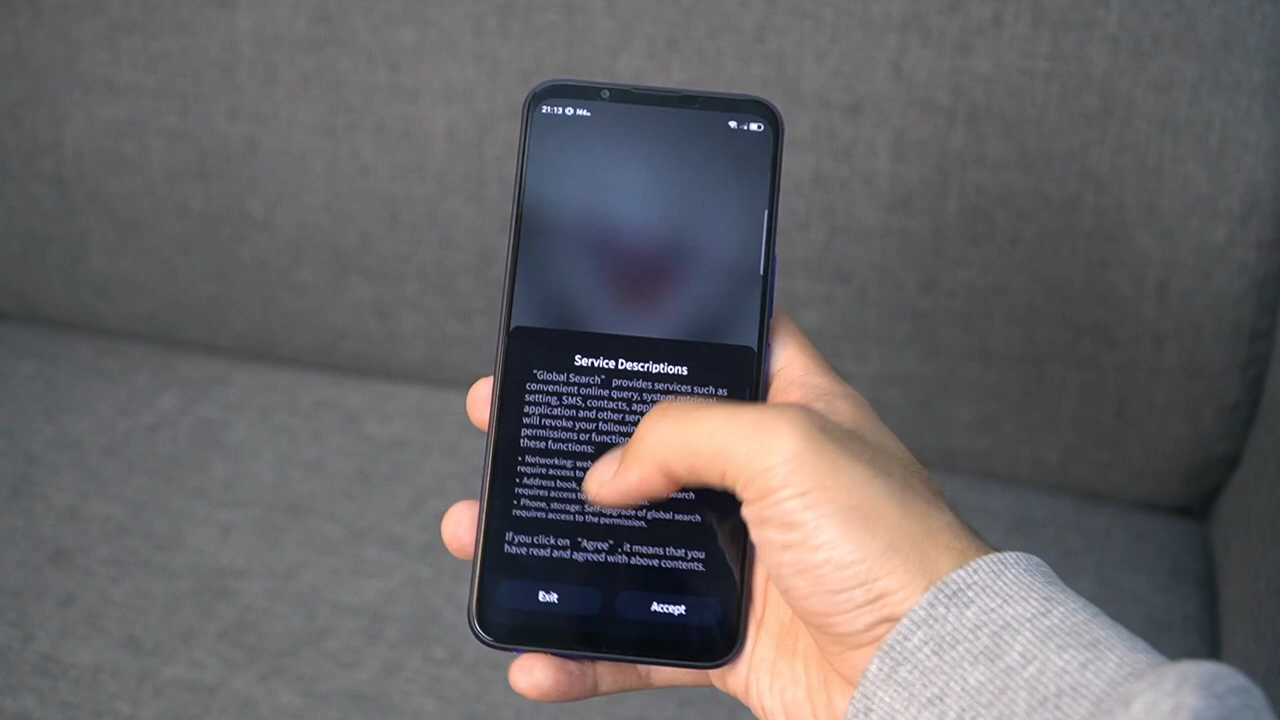 21:13
Service Descriptions
“Global Search” provides services such as
convenient online query, system retrieval
setting, SMS, contacts,
application and other
will revoke your
permissions or
these functions:
• Networking:
require access to
• Address book, search
requires access to
• Phone, storage: Self-upgrade of global search
requires access to the permission.
If you click on “Agree”, it means that you
have read and agreed with above contents.
Exit
Accept